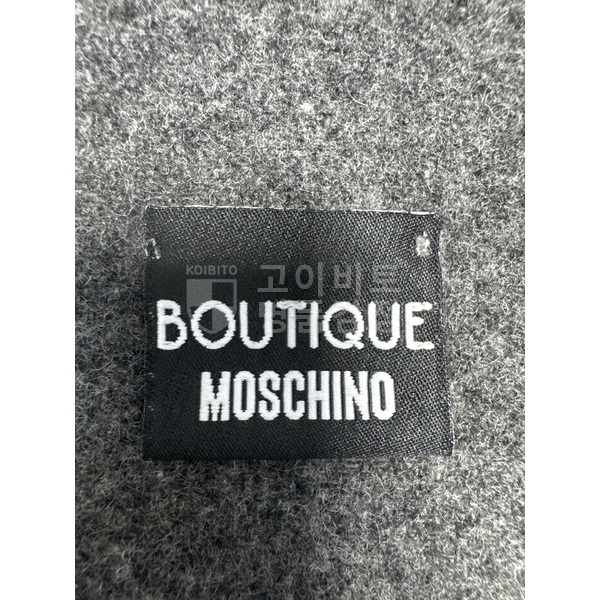 KOIBITO
고이비토
BOUTIQUE
MOSCHINO